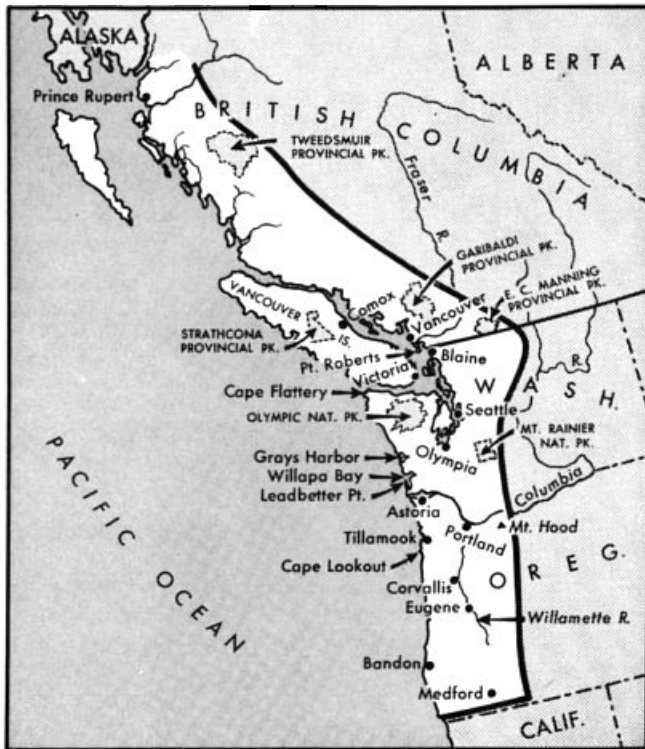 ALASKA
ALBERTA
Prince Rupert
BRITISH
COLUMBIA
TWEEDSMUIR
PROVINCIAL PK.
Fraser R.
GARIBALDI
PROVINCIAL PK.
E. C. MANNING
PROVINCIAL PK.
VANCOUVER
IS.
Comox
Vancouver
STRATHCONA
PROVINCIAL PK.
Pt. Roberts
Blaine
Victoria
R.
WASH.
Cape Flattery
Seattle
OLYMPIC NAT. PK.
MT. RAINIER
NAT. PK.
Olympia
Grays Harbor
Willapa Bay
Leadbetter Pt.
Columbia
Astoria
Portland
Mt. Hood
Tillamook
OREG.
Cape Lookout
Corvallis
Eugene
Willamette R.
PACIFIC OCEAN
Bandon
Medford
CALIF.